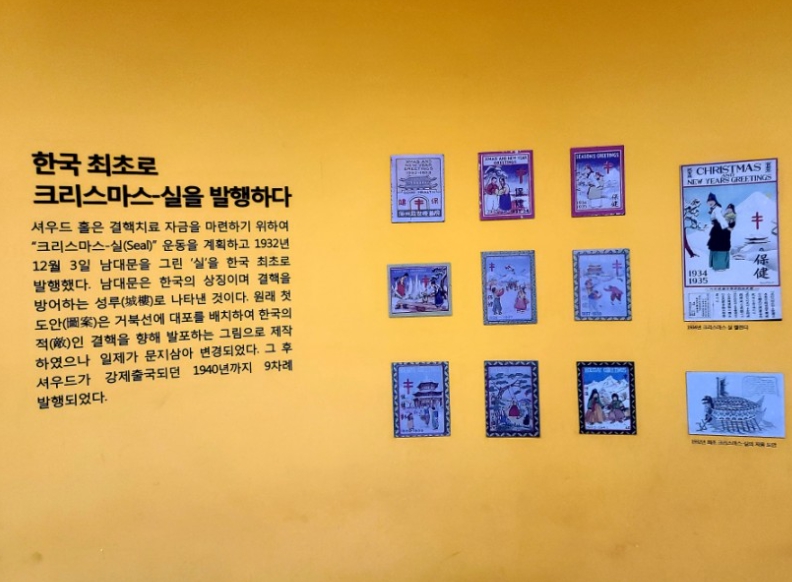 한국 최초로
크리스마스-실을 발행하다
셔우드 홀은 결핵치료 자금을 마련하기 위하여
“크리스마스-실(Seal)” 운동을 계획하고 1932년
12월 3일 남대문을 그린 '실'을 한국 최초로
발행했다. 남대문은 한국의 상징이며 결핵을
방어하는 성루(城樓)로 나타낸 것이다. 원래 첫
도안(圖案)은 거북선에 대포를 배치하여 한국의
적(敵)인 결핵을 향해 발포하는 그림으로 제작
하였으나 일제가 문지삼아 변경되었다. 그 후
셔우드가 강제출국되던 1940년까지 9차례
발행되었다.
SEASONS GREETINGS
保健
CHRISTMAS
AND
NEW YEARS GREETINGS
保健
1934
1935